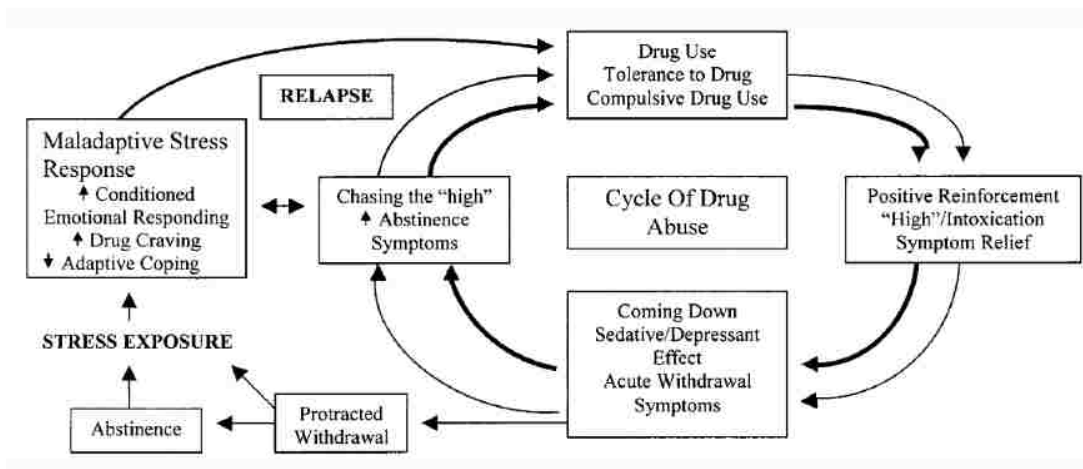 Drug Use
Tolerance to Drug
Compulsive Drug Use
RELAPSE
Maladaptive Stress
Response
↑ Conditioned
Emotional Responding
↑ Drug Craving
↓ Adaptive Coping
Chasing the “high”
↑ Abstinence
Symptoms
Cycle Of Drug
Abuse
Positive Reinforcement
“High”/Intoxication
Symptom Relief
Coming Down
Sedative/Depressant
Effect
Acute Withdrawal
Symptoms
STRESS EXPOSURE
Abstinence
Protracted
Withdrawal